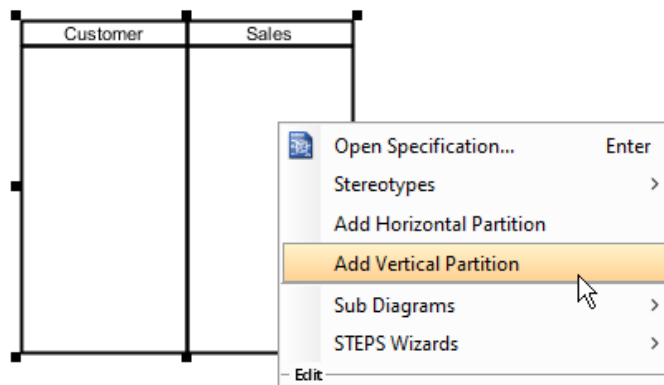 Customer Sales
Open Specification... Enter
Stereotypes >
Add Horizontal Partition
Add Vertical Partition
Sub Diagrams >
STEPS Wizards >
Edit